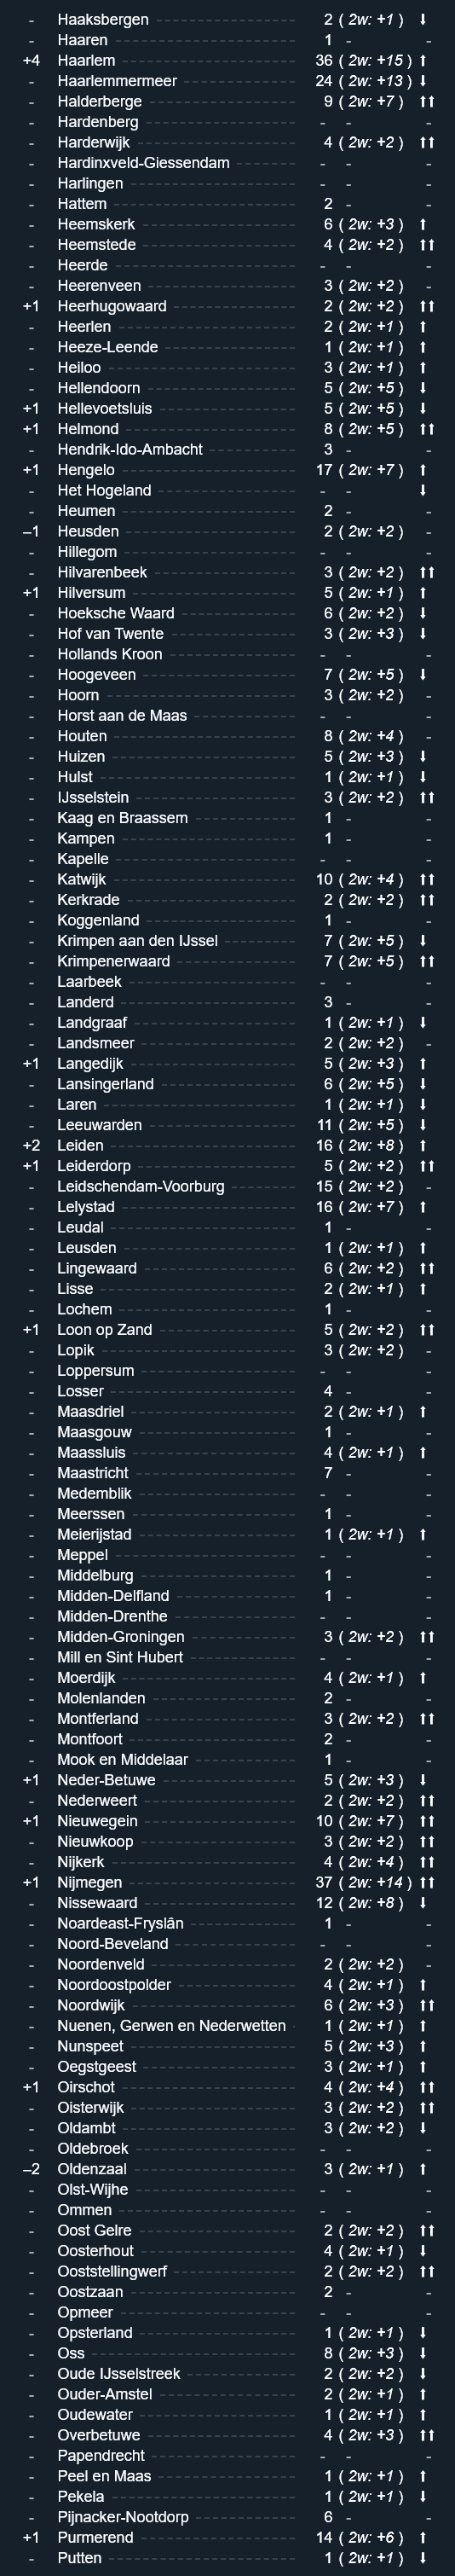 - Haaksbergen 2 ( 2w: +1 ) ⬇
- Haaren 1 - -
+4 Haarlem 36 ( 2w: +15 ) ⬆
- Haarlemmermeer 24 ( 2w: +13 ) ⬇
- Halderberge 9 ( 2w: +7 ) ⬆⬆
- Hardenberg - - -
- Harderwijk 4 ( 2w: +2 ) ⬆⬆
- Hardinxveld-Giessendam - - -
- Harlingen - - -
- Hattem 2 - -
- Heemskerk 6 ( 2w: +3 ) ⬆
- Heemstede 4 ( 2w: +2 ) ⬆⬆
- Heerde - - -
- Heerenveen 3 ( 2w: +2 ) -
+1 Heerhugowaard 2 ( 2w: +2 ) ⬆⬆
- Heerlen 2 ( 2w: +1 ) ⬆
- Heeze-Leende 1 ( 2w: +1 ) ⬆
- Heiloo 3 ( 2w: +1 ) ⬆
- Hellendoorn 5 ( 2w: +5 ) ⬇
+1 Hellevoetsluis 5 ( 2w: +5 ) ⬇
+1 Helmond 8 ( 2w: +5 ) ⬆⬆
- Hendrik-Ido-Ambacht 3 - -
+1 Hengelo 17 ( 2w: +7 ) ⬆
- Het Hogeland - - ⬇
- Heumen 2 - -
–1 Heusden 2 ( 2w: +2 ) -
- Hillegom - - -
- Hilvarenbeek 3 ( 2w: +2 ) ⬆⬆
+1 Hilversum 5 ( 2w: +1 ) ⬆
- Hoeksche Waard 6 ( 2w: +2 ) ⬇
- Hof van Twente 3 ( 2w: +3 ) ⬇
- Hollands Kroon - - -
- Hoogeveen 7 ( 2w: +5 ) ⬇
- Hoorn 3 ( 2w: +2 ) -
- Horst aan de Maas - - -
- Houten 8 ( 2w: +4 ) -
- Huizen 5 ( 2w: +3 ) ⬇
- Hulst 1 ( 2w: +1 ) ⬇
- IJsselstein 3 ( 2w: +2 ) ⬆⬆
- Kaag en Braassem 1 - -
- Kampen 1 - -
- Kapelle - - -
- Katwijk 10 ( 2w: +4 ) ⬆⬆
- Kerkrade 2 ( 2w: +2 ) ⬆⬆
- Koggenland 1 - -
- Krimpen aan den IJssel 7 ( 2w: +5 ) ⬇
- Krimpenerwaard 7 ( 2w: +5 ) ⬆⬆
- Laarbeek - - -
- Landerd 3 - -
- Landgraaf 1 ( 2w: +1 ) ⬇
- Landsmeer 2 ( 2w: +2 ) -
+1 Langedijk 5 ( 2w: +3 ) ⬆
- Lansingerland 6 ( 2w: +5 ) ⬇
- Laren 1 ( 2w: +1 ) ⬇
- Leeuwarden 11 ( 2w: +5 ) ⬇
+2 Leiden 16 ( 2w: +8 ) ⬆
+1 Leiderdorp 5 ( 2w: +2 ) ⬆⬆
- Leidschendam-Voorburg 15 ( 2w: +2 ) -
- Lelystad 16 ( 2w: +7 ) ⬆
- Leudal 1 - -
- Leusden 1 ( 2w: +1 ) ⬆
- Lingewaard 6 ( 2w: +2 ) ⬆⬆
- Lisse 2 ( 2w: +1 ) ⬆
- Lochem 1 - -
+1 Loon op Zand 5 ( 2w: +2 ) ⬆⬆
- Lopik 3 ( 2w: +2 ) -
- Loppersum - - -
- Losser 4 - -
- Maasdriel 2 ( 2w: +1 ) ⬆
- Maasgouw 1 - -
- Maassluis 4 ( 2w: +1 ) ⬆
- Maastricht 7 - -
- Medemblik - - -
- Meerssen 1 - -
- Meierijstad 1 ( 2w: +1 ) ⬆
- Meppel - - -
- Middelburg 1 - -
- Midden-Delfland 1 - -
- Midden-Drenthe - - -
- Midden-Groningen 3 ( 2w: +2 ) ⬆⬆
- Mill en Sint Hubert - - -
- Moerdijk 4 ( 2w: +1 ) ⬆
- Molenlanden 2 - -
- Montferland 3 ( 2w: +2 ) ⬆⬆
- Montfoort 2 - -
- Mook en Middelaar 1 - -
+1 Neder-Betuwe 5 ( 2w: +3 ) ⬇
- Nederweert 2 ( 2w: +2 ) ⬆⬆
+1 Nieuwegein 10 ( 2w: +7 ) ⬆⬆
- Nieuwkoop 3 ( 2w: +2 ) ⬆⬆
- Nijkerk 4 ( 2w: +4 ) ⬆⬆
+1 Nijmegen 37 ( 2w: +14 ) ⬆⬆
- Nissewaard 12 ( 2w: +8 ) ⬇
- Noardeast-Fryslân 1 - -
- Noord-Beveland - - -
- Noordenveld 2 ( 2w: +2 ) -
- Noordoostpolder 4 ( 2w: +1 ) ⬆
- Noordwijk 6 ( 2w: +3 ) ⬆⬆
- Nuenen, Gerwen en Nederwetten 1 ( 2w: +1 ) ⬆
- Nunspeet 5 ( 2w: +3 ) ⬆
- Oegstgeest 3 ( 2w: +1 ) ⬆
+1 Oirschot 4 ( 2w: +4 ) ⬆⬆
- Oisterwijk 3 ( 2w: +2 ) ⬆⬆
- Oldambt 3 ( 2w: +2 ) ⬇
- Oldebroek - - -
–2 Oldenzaal 3 ( 2w: +1 ) ⬆
- Olst-Wijhe - - -
- Ommen - - -
- Oost Gelre 2 ( 2w: +2 ) ⬆⬆
- Oosterhout 4 ( 2w: +1 ) ⬇
- Ooststellingwerf 2 ( 2w: +2 ) ⬆⬆
- Oostzaan 2 - -
- Opmeer - - -
- Opsterland 1 ( 2w: +1 ) ⬇
- Oss 8 ( 2w: +3 ) ⬇
- Oude IJsselstreek 2 ( 2w: +2 ) ⬇
- Ouder-Amstel 2 ( 2w: +1 ) ⬆
- Oudewater 1 ( 2w: +1 ) ⬆
- Overbetuwe 4 ( 2w: +3 ) ⬆⬆
- Papendrecht - - -
- Peel en Maas 1 ( 2w: +1 ) ⬆
- Pekela 1 ( 2w: +1 ) ⬇
- Pijnacker-Nootdorp 6 - -
+1 Purmerend 14 ( 2w: +6 ) ⬆
- Putten 1 ( 2w: +1 ) ⬇